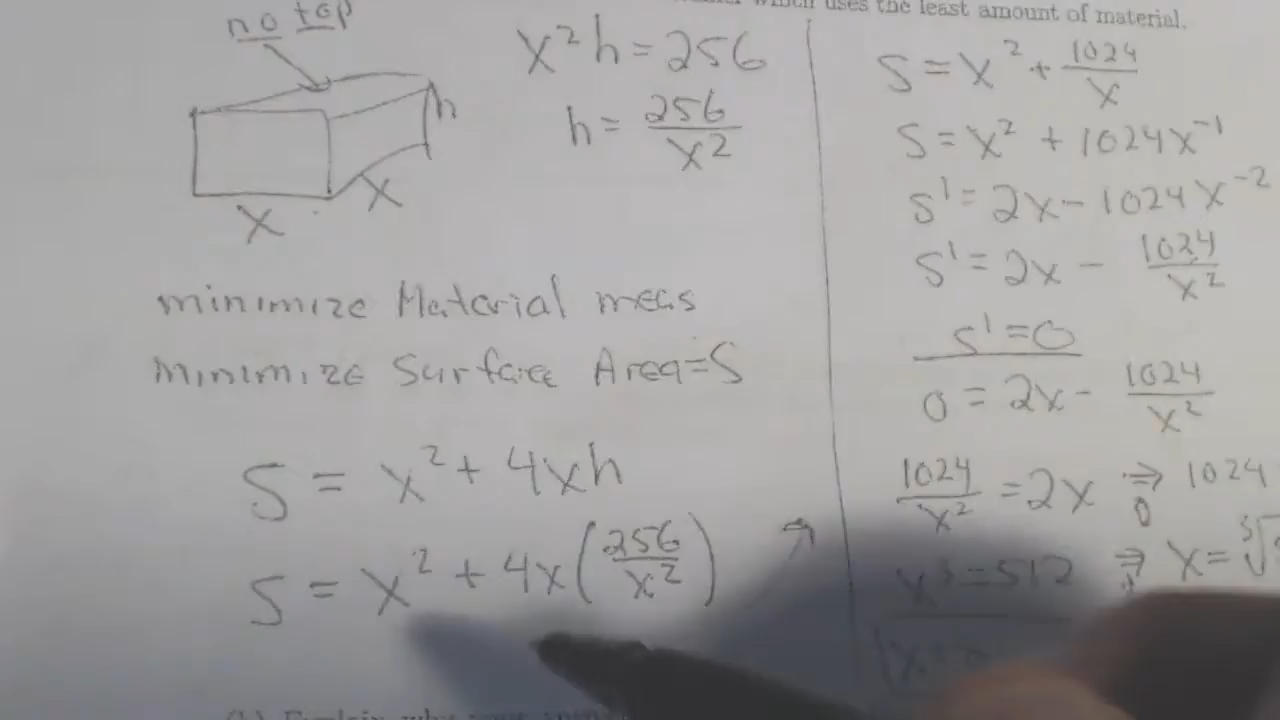 which uses the least amount of material.
no top
h
x
x
x²h = 256
h = 256/x²
minimize Material means
minimize Surface Area = S
S = x² + 4xh
S = x² + 4x(256/x²)
S = x² + 1024/x
S = x² + 1024x⁻¹
S' = 2x - 1024x⁻²
S' = 2x - 1024/x²
S' = 0
0 = 2x - 1024/x²
1024/x² = 2x ⇒ 1024
x³ = 512 ⇒ x = ∛